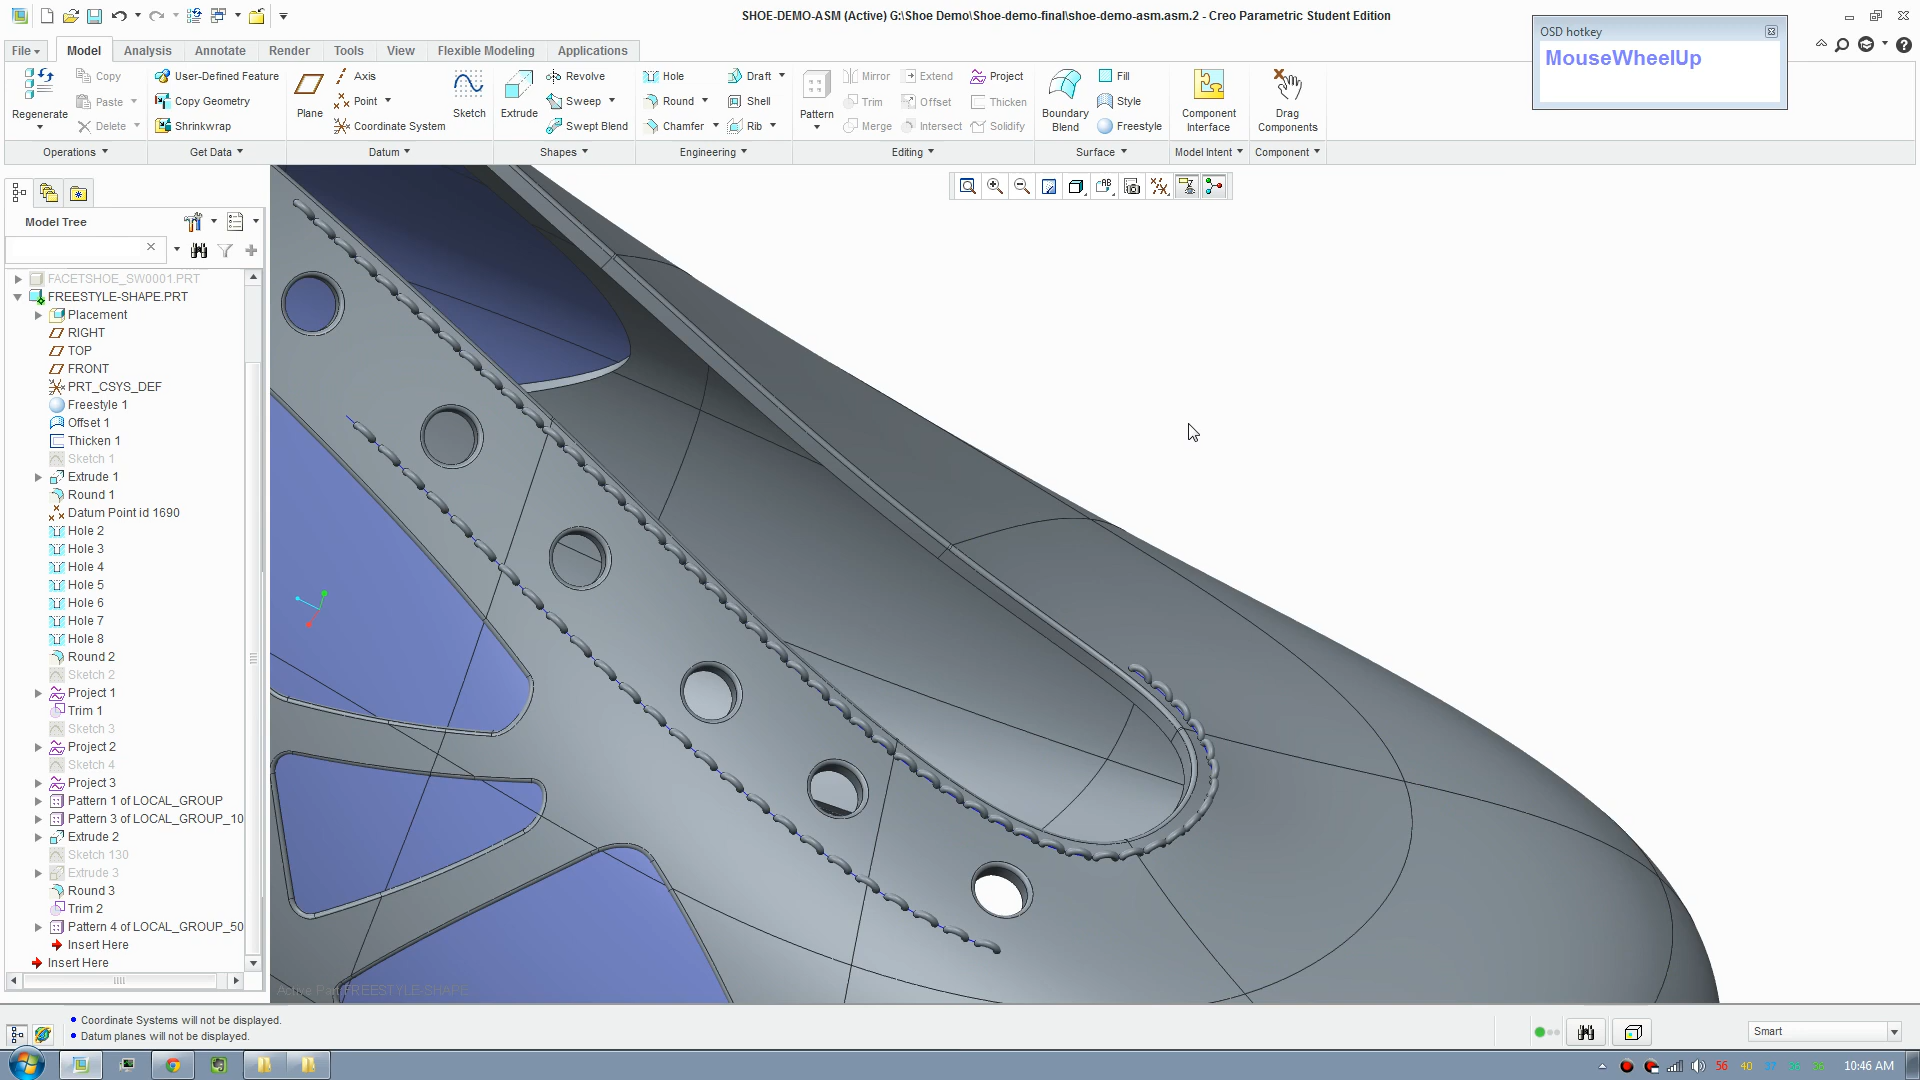 SHOE-DEMO-ASM (Active) G:\Shoe Demo\Shoe-demo-final\shoe-demo-asm.asm.2 - Creo Parametric Student Edition
OSD hotkey
MouseWheelUp
File Model Analysis Annotate Render Tools View Flexible Modeling Applications
Regenerate
Copy
Paste
Delete
Operations
User-Defined Feature
Copy Geometry
Shrinkwrap
Get Data
Plane
Axis
Point
Coordinate System
Sketch
Datum
Extrude
Revolve
Sweep
Swept Blend
Shapes
Hole
Round
Chamfer
Draft
Shell
Rib
Engineering
Pattern
Mirror
Trim
Merge
Extend
Offset
Intersect
Project
Thicken
Solidify
Editing
Boundary Blend
Fill
Style
Freestyle
Surface
Component Interface
Model Intent
Drag Components
Component
Model Tree
FACETSHOE_SW0001.PRT
FREESTYLE-SHAPE.PRT
Placement
RIGHT
TOP
FRONT
PRT_CSYS_DEF
Freestyle 1
Offset 1
Thicken 1
Sketch 1
Extrude 1
Round 1
Datum Point id 1690
Hole 2
Hole 3
Hole 4
Hole 5
Hole 6
Hole 7
Hole 8
Round 2
Sketch 2
Project 1
Trim 1
Sketch 3
Project 2
Sketch 4
Project 3
Pattern 1 of LOCAL_GROUP
Pattern 3 of LOCAL_GROUP_10
Extrude 2
Sketch 130
Extrude 3
Round 3
Trim 2
Pattern 4 of LOCAL_GROUP_50
Insert Here
Insert Here
Active Part FREESTYLE-SHAPE
Coordinate Systems will not be displayed.
Datum planes will not be displayed.
Smart
56 40
10:46 AM